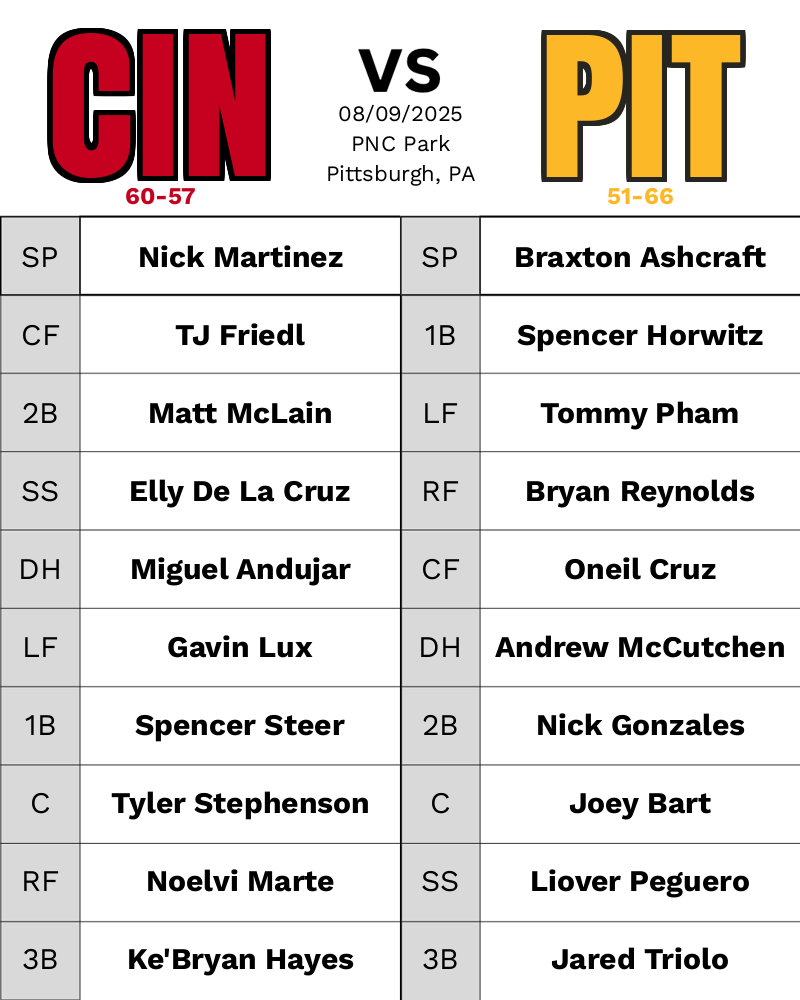 CIN
VS
PIT
08/09/2025
PNC Park
Pittsburgh, PA
60-57
51-66
SP Nick Martinez SP Braxton Ashcraft
CF TJ Friedl 1B Spencer Horwitz
2B Matt McLain LF Tommy Pham
SS Elly De La Cruz RF Bryan Reynolds
DH Miguel Andujar CF Oneil Cruz
LF Gavin Lux DH Andrew McCutchen
1B Spencer Steer 2B Nick Gonzales
C Tyler Stephenson C Joey Bart
RF Noelvi Marte SS Liover Peguero
3B Ke'Bryan Hayes 3B Jared Triolo